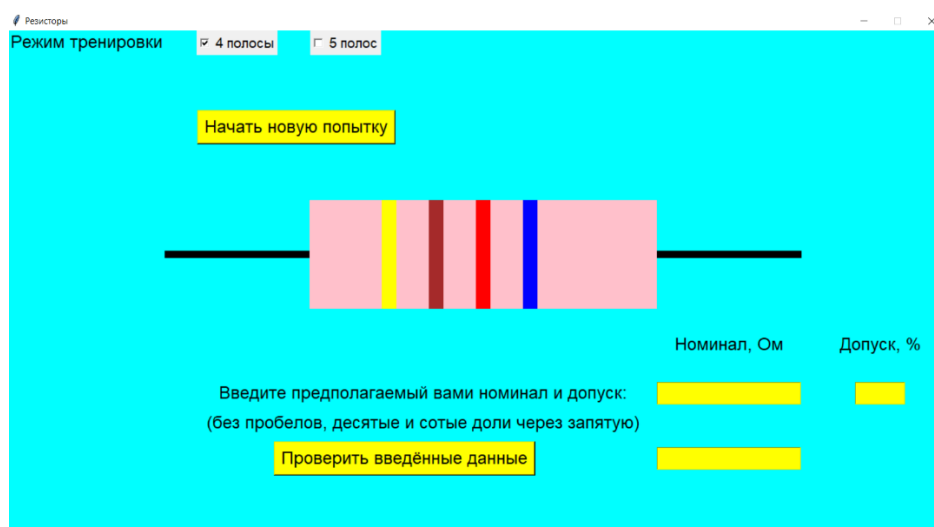 Резисторы
Режим тренировки 4 полосы 5 полос
Начать новую попытку
Номинал, Ом Допуск, %
Введите предполагаемый вами номинал и допуск:
(без пробелов, десятые и сотые доли через запятую)
Проверить введённые данные